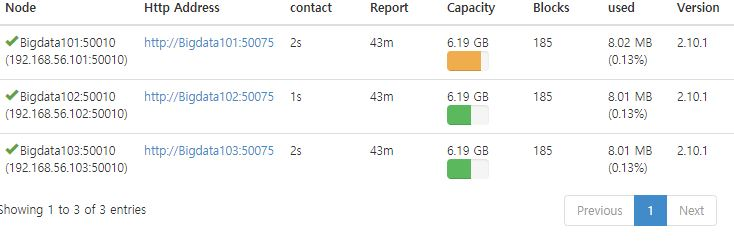 Node Http Address contact Report Capacity Blocks used Version
Bigdata101:50010 http://Bigdata101:50075 2s 43m 6.19 GB 185 8.02 MB 2.10.1
(192.168.56.101:50010) (0.13%)
Bigdata102:50010 http://Bigdata102:50075 1s 43m 6.19 GB 185 8.01 MB 2.10.1
(192.168.56.102:50010) (0.13%)
Bigdata103:50010 http://Bigdata103:50075 2s 43m 6.19 GB 185 8.01 MB 2.10.1
(192.168.56.103:50010) (0.13%)
Showing 1 to 3 of 3 entries Previous 1 Next